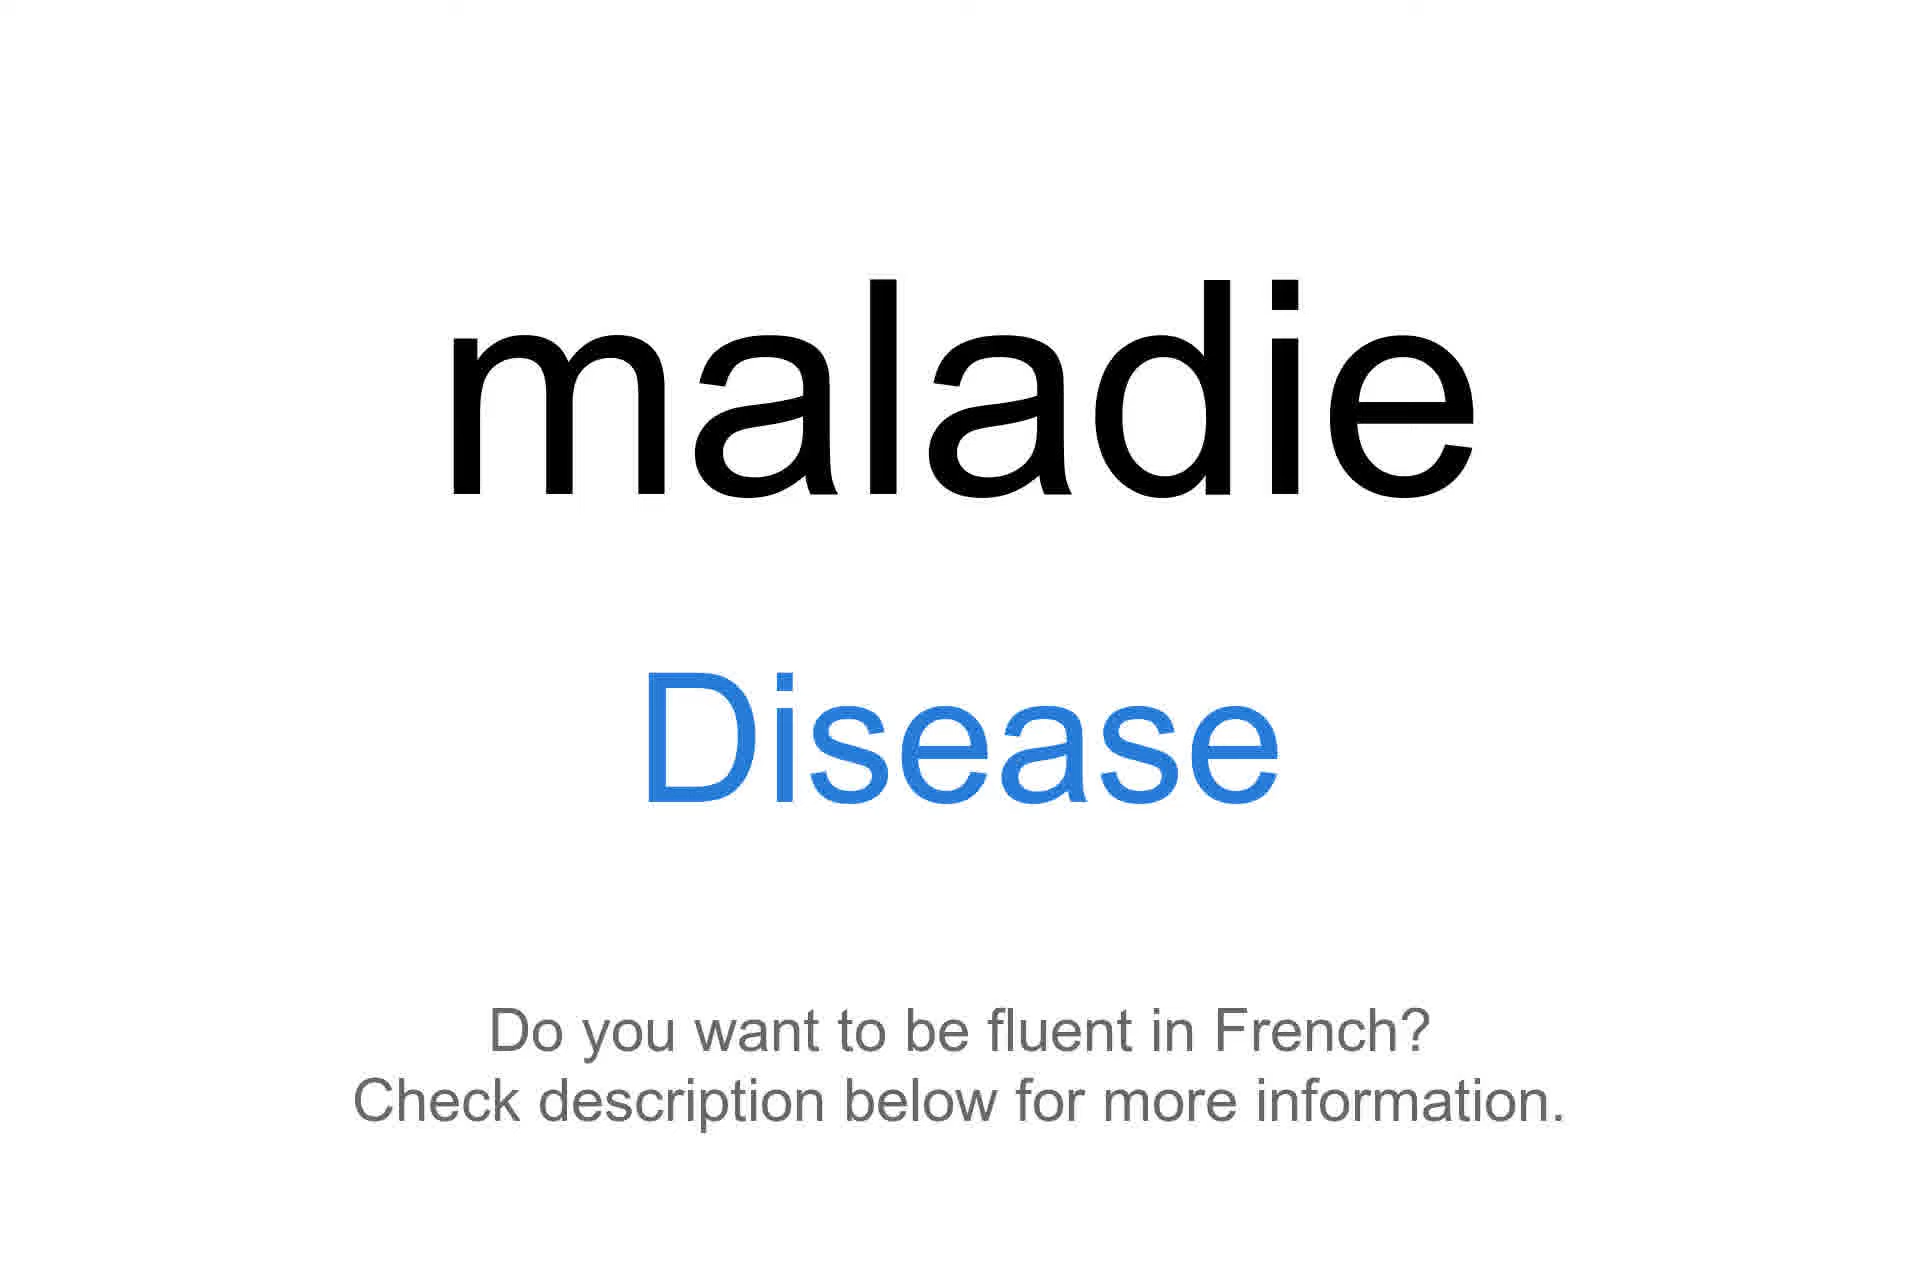 maladie
Disease
Do you want to be fluent in French?
Check description below for more information.